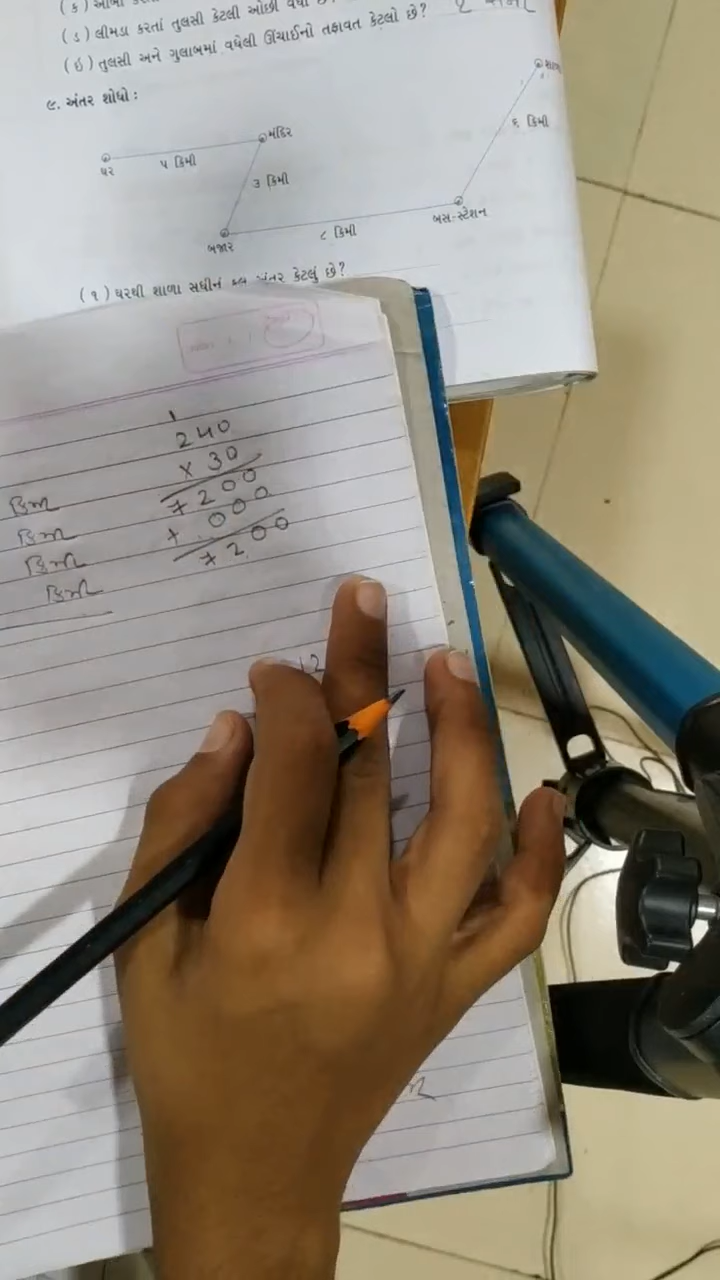 (ડ) લીમડા કરતાં તુલસી કેટલી ઓછી વધી
(ઇ) તુલસી અને ગુલાબમાં વધેલી ઊંચાઈનો તફાવત કેટલો છે?
૯. અંતર શોધો :
મંદિર
ઘર
૫ કિમી
૩ કિમી
૬ કિમી
બજાર
૮ કિમી
બસ-સ્ટેશન
(૧) ઘરથી શાળા સુધીનું કુલ અંતર કેટલું છે?
1
240
× 30
7200
+ 000
7200
કિમી
કિમી
કિમી
કિમી
12